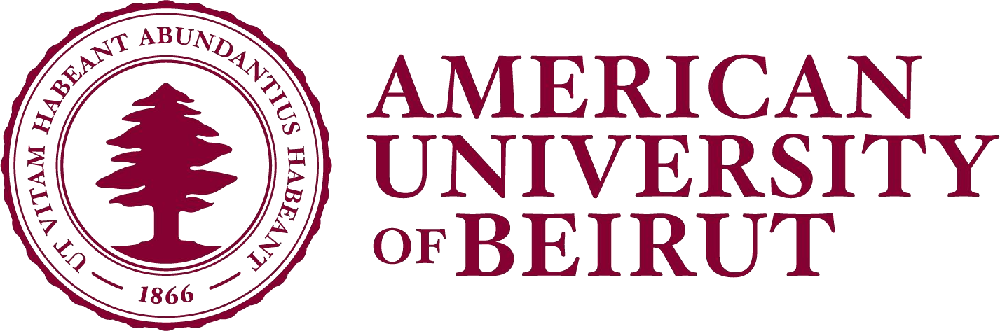 UT VITAM HABEANT ABUNDANTIUS HABEANT
1866
AMERICAN
UNIVERSITY
OF BEIRUT